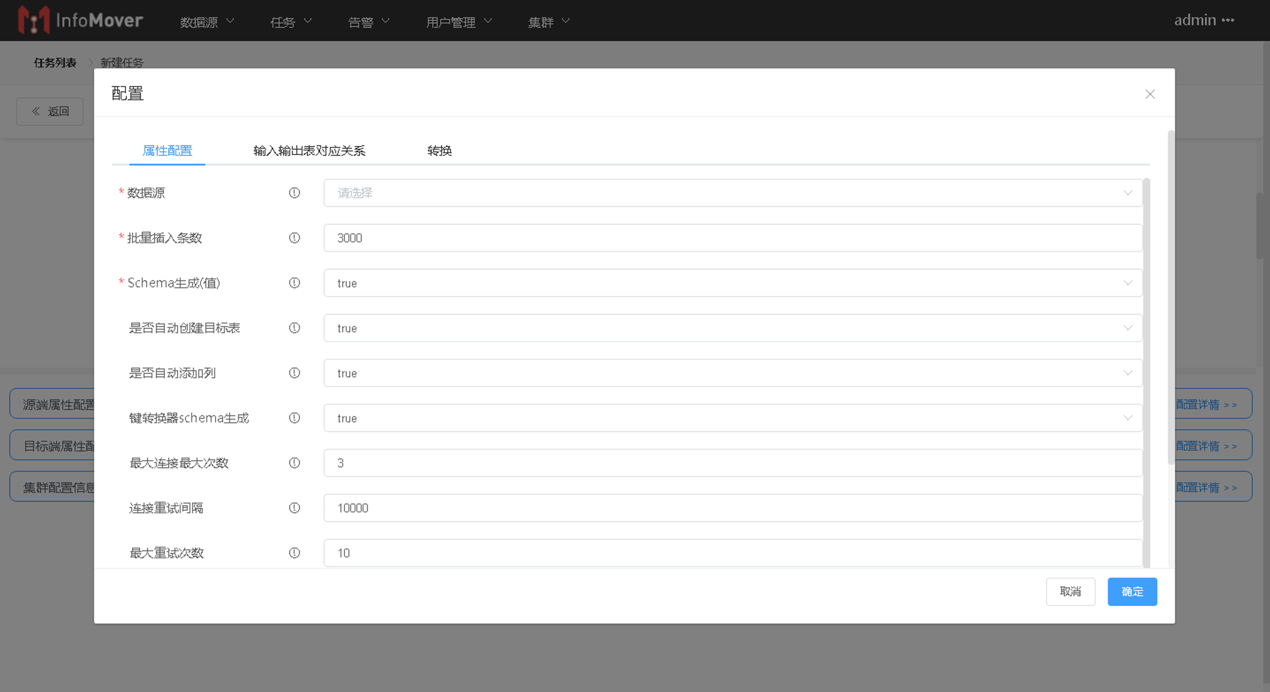 InfoMover 数据源 任务 告警 用户管理 集群 admin
任务列表 新建任务
返回
配置
属性配置 输入输出表对应关系 转换
* 数据源 请选择
* 批量插入条数 3000
* Schema生成(值) true
是否自动创建目标表 true
是否自动添加列 true
键转换器schema生成 true
最大连接最大次数 3
连接重试间隔 10000
最大重试次数 10
源端属性配置 配置详情 >>
目标端属性配 配置详情 >>
集群配置信息 配置详情 >>
取消 确定